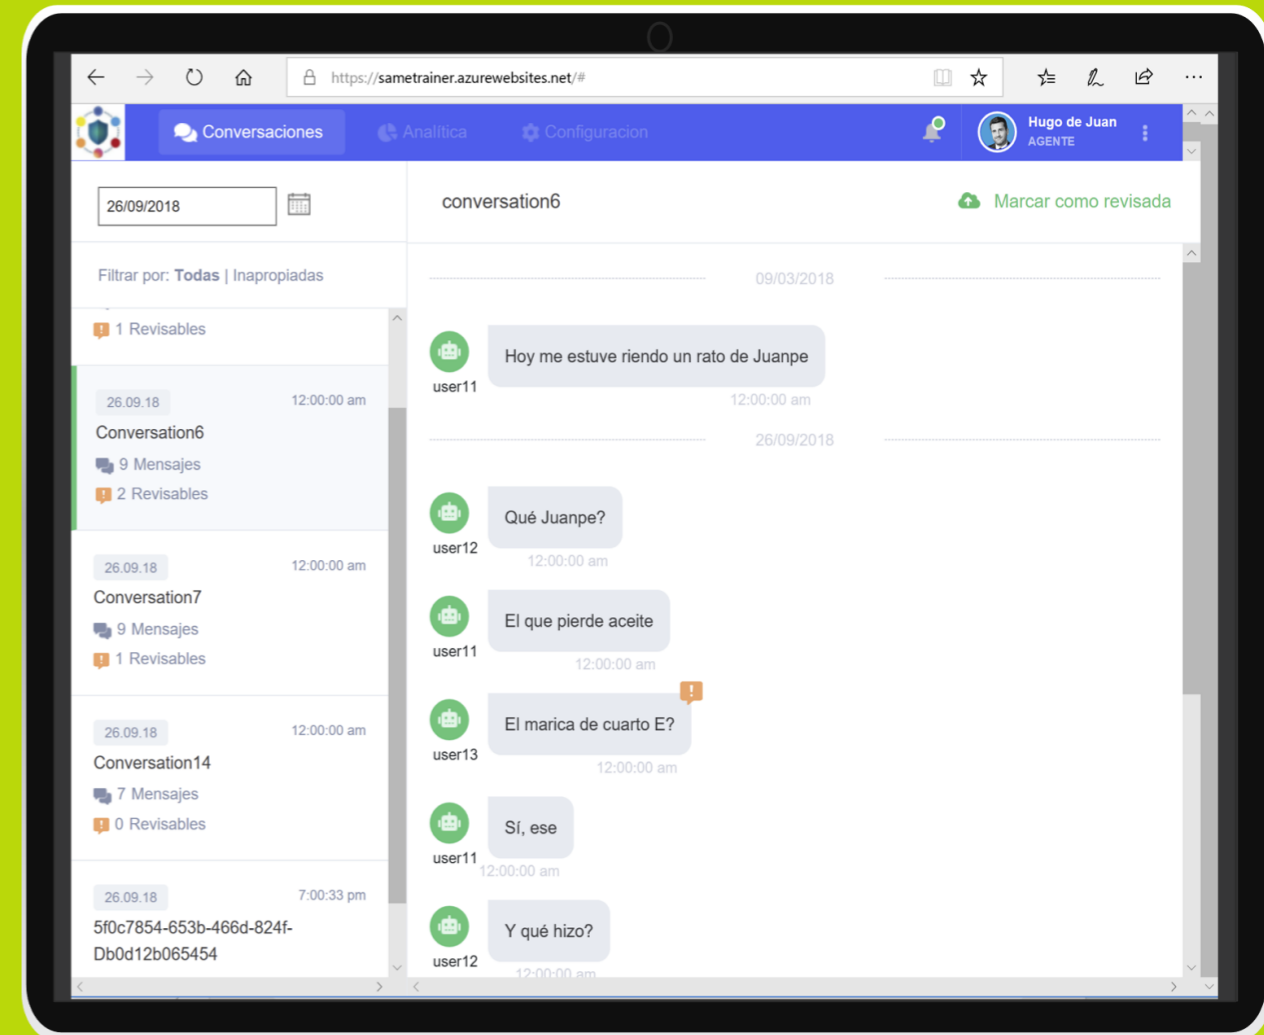 https://sametrainer.azurewebsites.net/#
Conversaciones
Analítica
Configuracion
Hugo de Juan
AGENTE
26/09/2018
Filtrar por: Todas | Inapropiadas
1 Revisables
26.09.18 12:00:00 am
Conversation6
9 Mensajes
2 Revisables
26.09.18 12:00:00 am
Conversation7
9 Mensajes
1 Revisables
26.09.18 12:00:00 am
Conversation14
7 Mensajes
0 Revisables
26.09.18 7:00:33 pm
5f0c7854-653b-466d-824f-
Db0d12b065454
conversation6
Marcar como revisada
09/03/2018
Hoy me estuve riendo un rato de Juanpe
user11
12:00:00 am
26/09/2018
Qué Juanpe?
user12
12:00:00 am
El que pierde aceite
user11
12:00:00 am
El marica de cuarto E?
user13
12:00:00 am
Sí, ese
user11
12:00:00 am
Y qué hizo?
user12
12:00:00 am